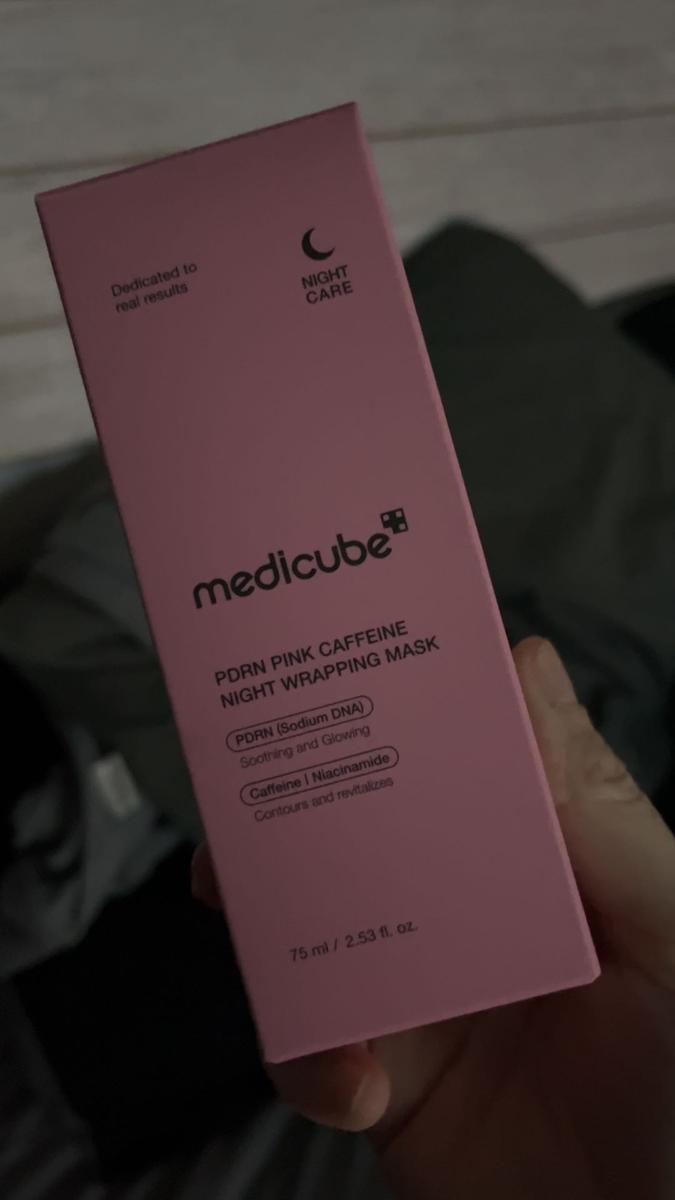 Dedicated to
real results
NIGHT
CARE
medicube
PDRN PINK CAFFEINE
NIGHT WRAPPING MASK
PDRN (Sodium DNA)
Soothing and Glowing
Caffeine | Niacinamide
Contours and revitalizes
75 ml / 2.53 fl. oz.